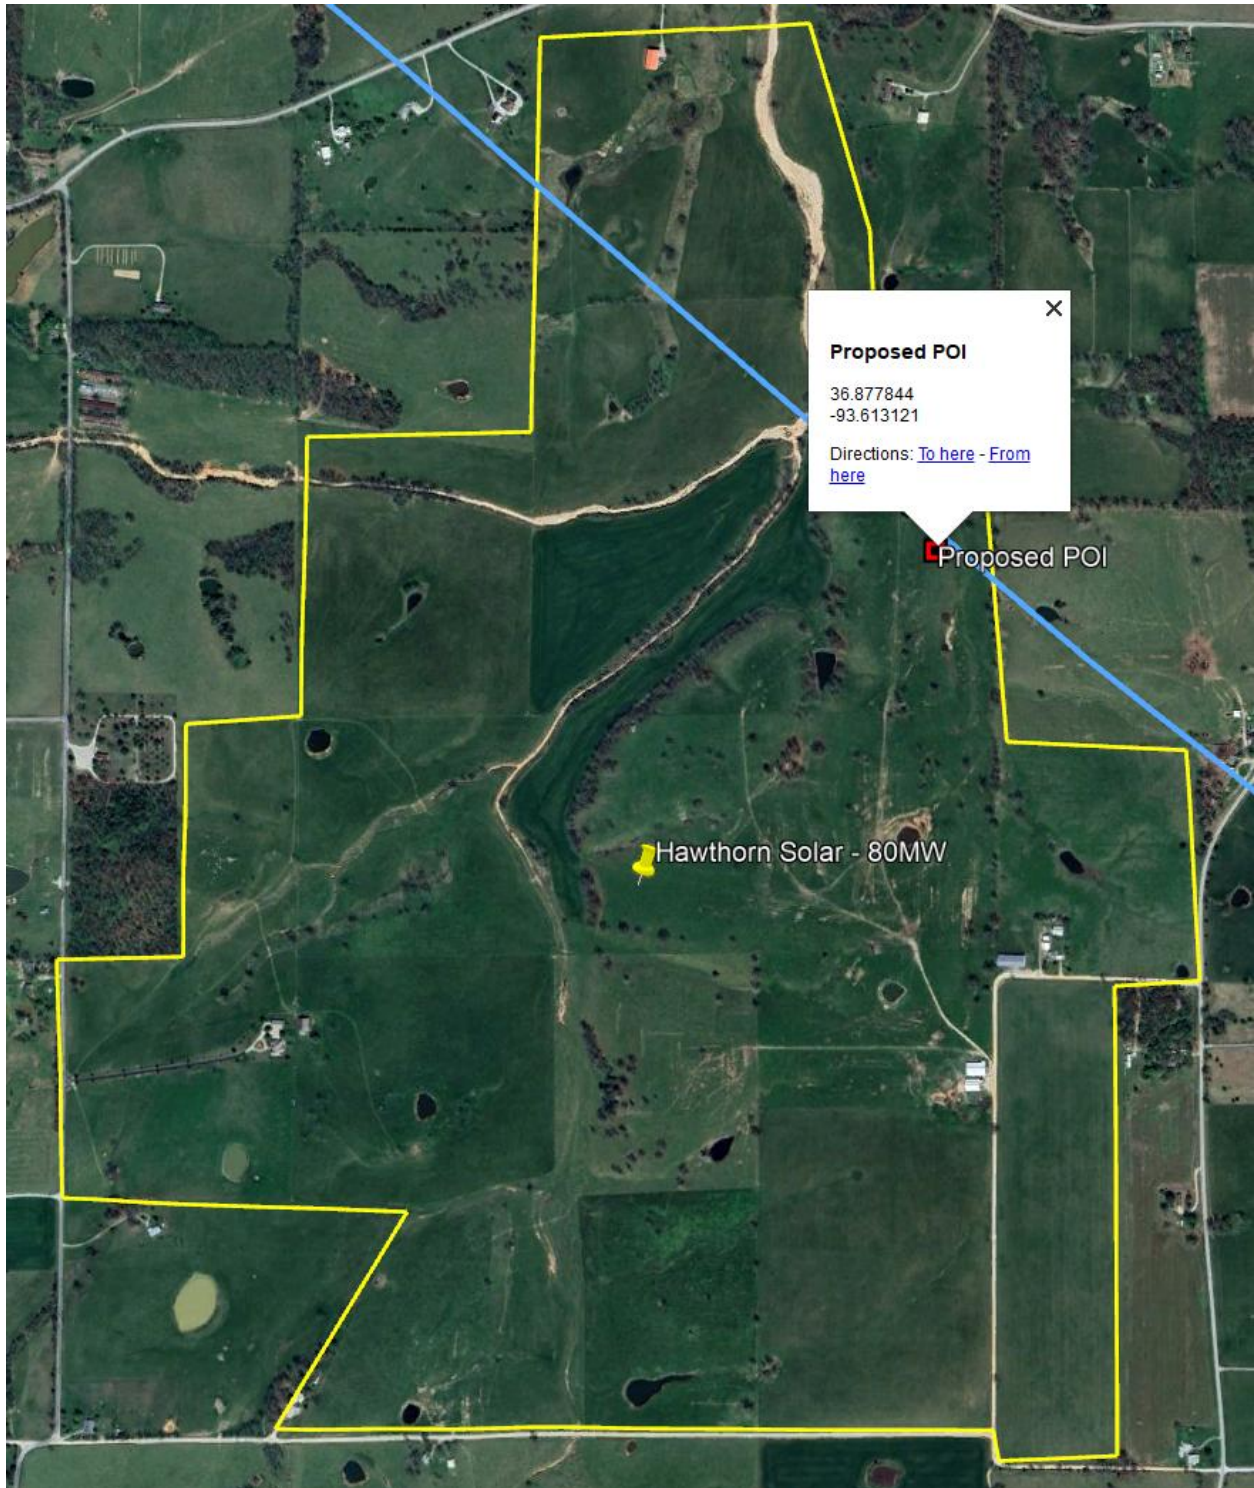 Proposed POI
36.877844
-93.613121
Directions: To here - From
here
Proposed POI
Hawthorn Solar - 80MW